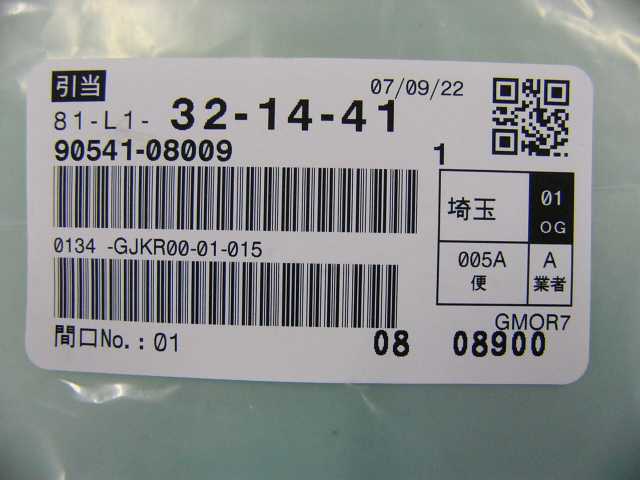 引当
07/09/22
81-L1- 32-14-41
90541-08009 1
埼玉 01 OG
0134 -GJKR00-01-015
005A 便 A 業者
GMOR7
間口No.:01 08 08900